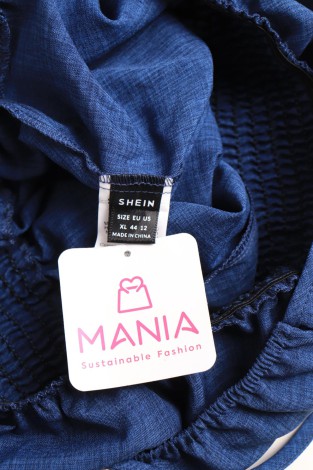 SHEIN
SIZE EU US
XL 44 12
MADE IN CHINA
MANIA
Sustainable Fashion